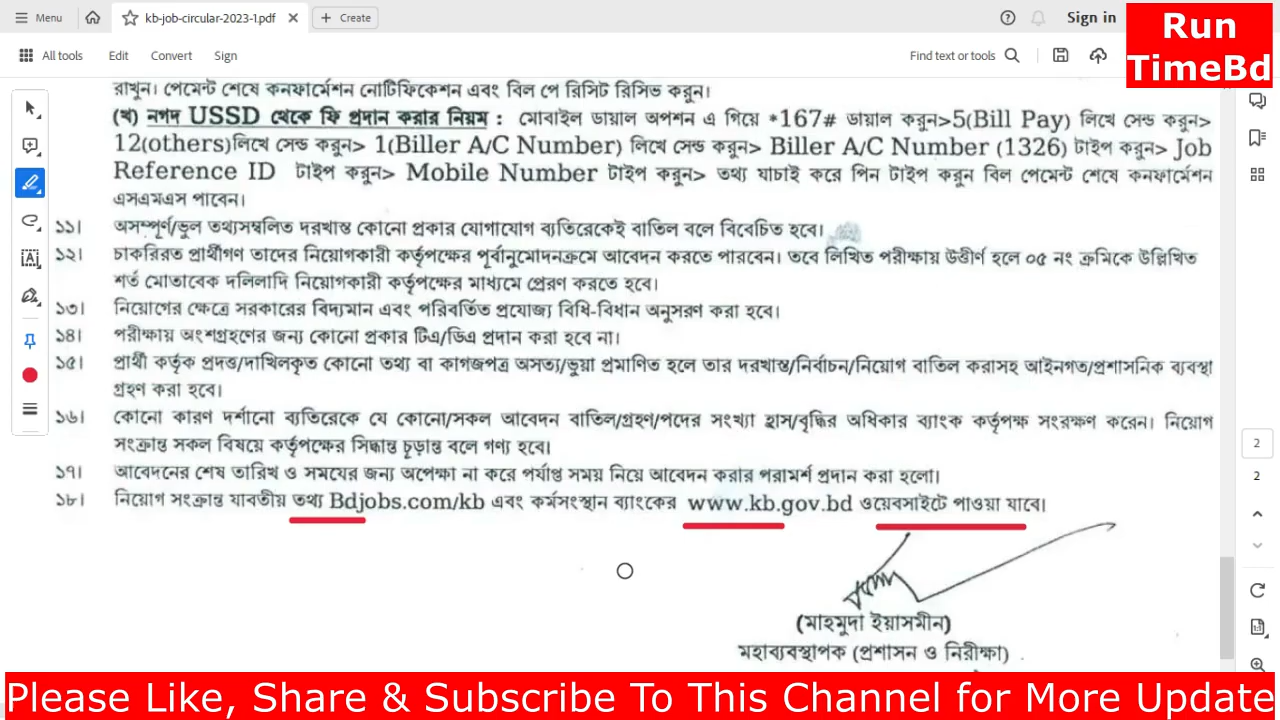 Menu
kb-job-circular-2023-1.pdf
Create
Sign in
Run
TimeBd
All tools
Edit
Convert
Sign
Find text or tools
রাখুন। পেমেন্ট শেষে কনফার্মেশন নোটিফিকেশন এবং বিল পে রিসিট রিসিভ করুন।
(খ) নগদ USSD থেকে ফি প্রদান করার নিয়ম : মোবাইল ডায়াল অপশন এ গিয়ে *167# ডায়াল করুন>5(Bill Pay) লিখে সেন্ড করুন>
12(others)লিখে সেন্ড করুন> 1(Biller A/C Number) লিখে সেন্ড করুন> Biller A/C Number (1326) টাইপ করুন> Job
Reference ID টাইপ করুন> Mobile Number টাইপ করুন> তথ্য যাচাই করে পিন টাইপ করুন বিল পেমেন্ট শেষে কনফার্মেশন
এসএমএস পাবেন।
১১। অসম্পূর্ণ/ভুল তথ্যসম্বলিত দরখাস্ত কোনো প্রকার যোগাযোগ ব্যতিরেকেই বাতিল বলে বিবেচিত হবে।
১২। চাকরিরত প্রার্থীগণ তাদের নিয়োগকারী কর্তৃপক্ষের পূর্বানুমোদনক্রমে আবেদন করতে পারবেন। তবে লিখিত পরীক্ষায় উত্তীর্ণ হলে ০৫ নং ক্রমিকে উল্লিখিত
শর্ত মোতাবেক দলিলাদি নিয়োগকারী কর্তৃপক্ষের মাধ্যমে প্রেরণ করতে হবে।
১৩। নিয়োগের ক্ষেত্রে সরকারের বিদ্যমান এবং পরিবর্তিত প্রযোজ্য বিধি-বিধান অনুসরণ করা হবে।
১৪। পরীক্ষায় অংশগ্রহণের জন্য কোনো প্রকার টিএ/ডিএ প্রদান করা হবে না।
১৫। প্রার্থী কর্তৃক প্রদত্ত/দাখিলকৃত কোনো তথ্য বা কাগজপত্র অসত্য/ভুয়া প্রমাণিত হলে তার দরখাস্ত/নির্বাচন/নিয়োগ বাতিল করাসহ আইনগত/প্রশাসনিক ব্যবস্থা
গ্রহণ করা হবে।
১৬। কোনো কারণ দর্শানো ব্যতিরেকে যে কোনো/সকল আবেদন বাতিল/গ্রহণ/পদের সংখ্যা হ্রাস/বৃদ্ধির অধিকার ব্যাংক কর্তৃপক্ষ সংরক্ষণ করেন। নিয়োগ
সংক্রান্ত সকল বিষয়ে কর্তৃপক্ষের সিদ্ধান্ত চূড়ান্ত বলে গণ্য হবে।
১৭। আবেদনের শেষ তারিখ ও সময়ের জন্য অপেক্ষা না করে পর্যাপ্ত সময় নিয়ে আবেদন করার পরামর্শ প্রদান করা হলো।
১৮। নিয়োগ সংক্রান্ত যাবতীয় তথ্য Bdjobs.com/kb এবং কর্মসংস্থান ব্যাংকের www.kb.gov.bd ওয়েবসাইটে পাওয়া যাবে।
2
2
(মাহমুদা ইয়াসমীন)
মহাব্যবস্থাপক (প্রশাসন ও নিরীক্ষা)
Please Like, Share & Subscribe To This Channel for More Update